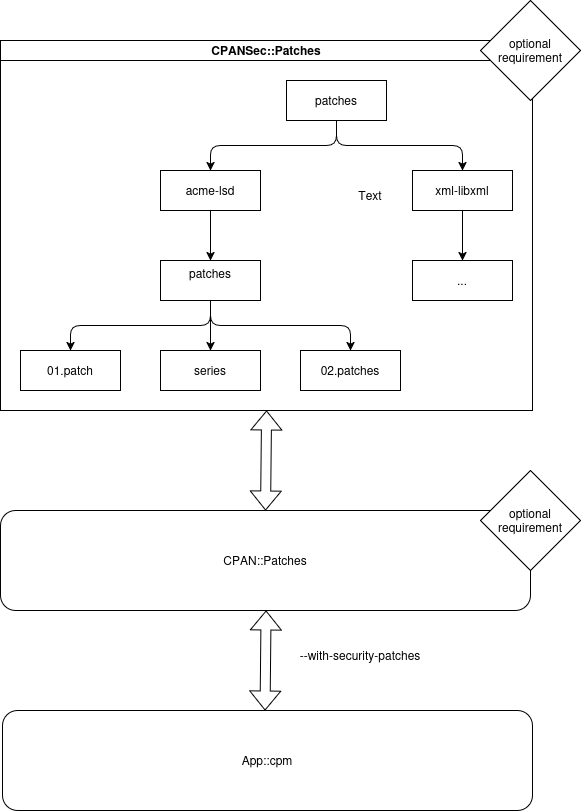 optional
requirement
CPANSec::Patches
patches
acme-lsd
Text
xml-libxml
patches
...
01.patch
series
02.patches
optional
requirement
CPAN::Patches
--with-security-patches
App::cpm